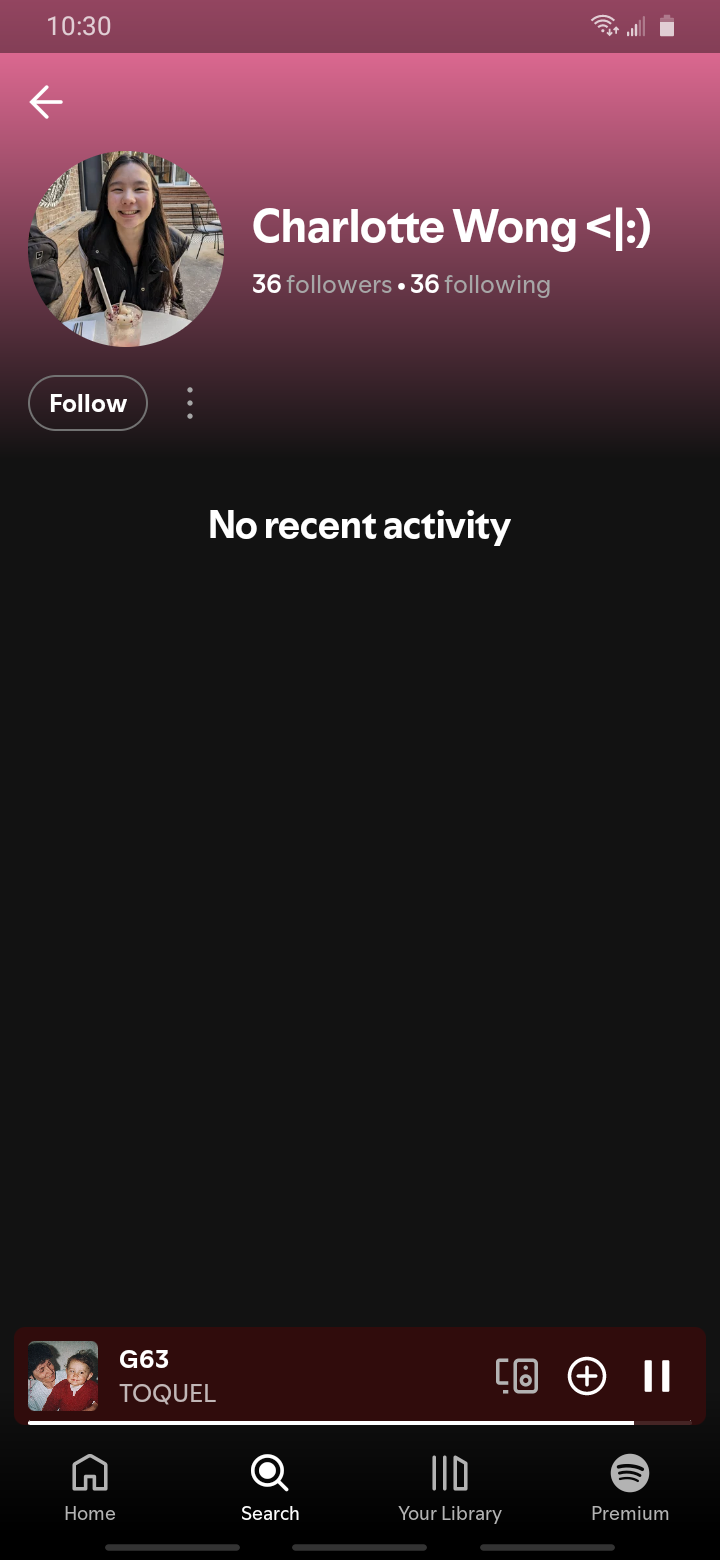 10:30
Charlotte Wong <|:)
36 followers • 36 following
Follow
No recent activity
G63
TOQUEL
Home
Search
Your Library
Premium